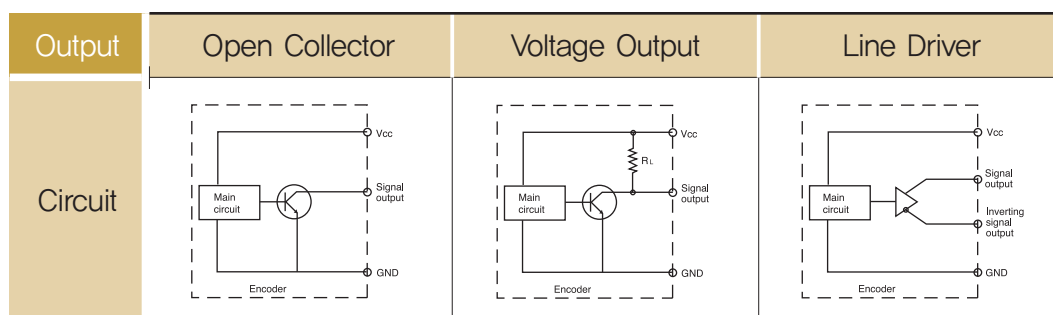 Output
Open Collector
Voltage Output
Line Driver
Circuit
Vcc
Main
circuit
Signal
output
GND
Encoder
Vcc
RL
Main
circuit
Signal
output
GND
Encoder
Vcc
Main
circuit
Signal
output
Inverting
signal
output
GND
Encoder